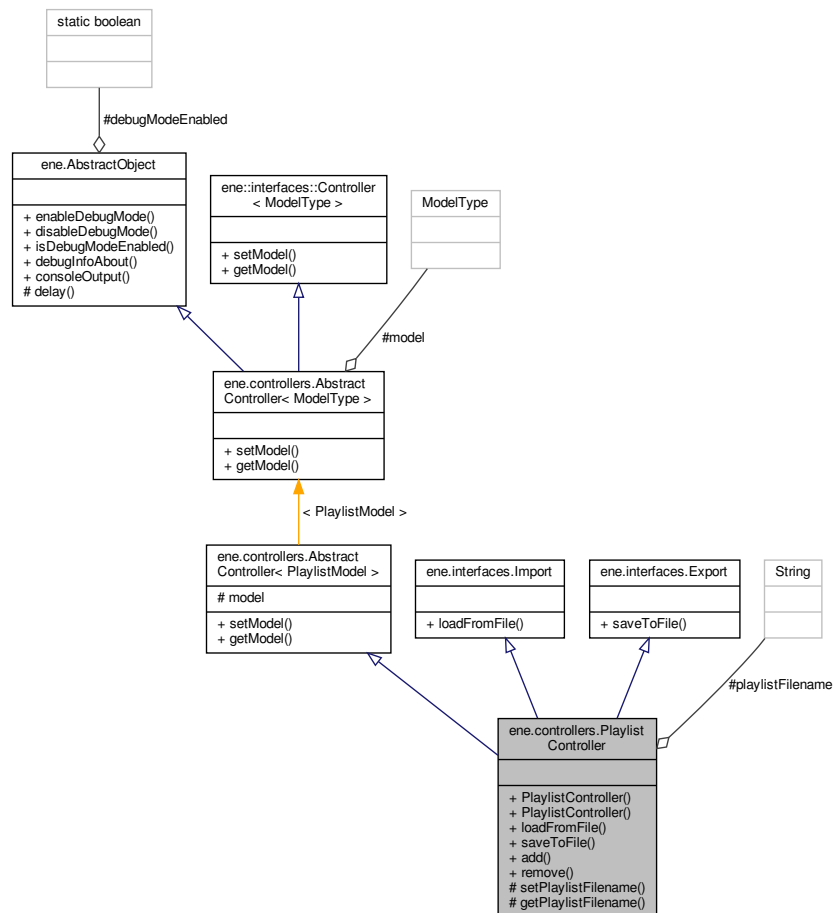 static boolean
#debugModeEnabled
ene.AbstractObject
+ enableDebugMode()
+ disableDebugMode()
+ isDebugModeEnabled()
+ debugInfoAbout()
+ consoleOutput()
# delay()
ene::interfaces::Controller
< ModelType >
+ setModel()
+ getModel()
ModelType
#model
ene.controllers.Abstract
Controller< ModelType >
+ setModel()
+ getModel()
< PlaylistModel >
ene.controllers.Abstract
Controller< PlaylistModel >
# model
+ setModel()
+ getModel()
ene.interfaces.Import
+ loadFromFile()
ene.interfaces.Export
+ saveToFile()
String
#playlistFilename
ene.controllers.Playlist
Controller
+ PlaylistController()
+ PlaylistController()
+ loadFromFile()
+ saveToFile()
+ add()
+ remove()
# setPlaylistFilename()
# getPlaylistFilename()